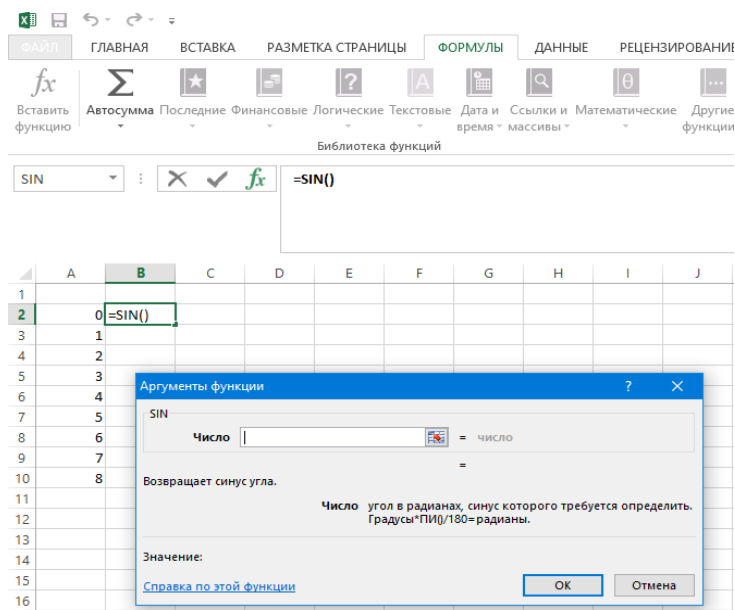 ФАЙЛ ГЛАВНАЯ ВСТАВКА РАЗМЕТКА СТРАНИЦЫ ФОРМУЛЫ ДАННЫЕ РЕЦЕНЗИРОВАНИЕ
Вставить функцию
Автосумма
Последние
Финансовые
Логические
Текстовые
Дата и время
Ссылки и массивы
Математические
Другие функции
Библиотека функций
SIN fx =SIN()
A B C D E F G H I J
1
2 0 =SIN()
3 1
4 2
5 3
6 4
7 5
8 6
9 7
10 8
11
12
13
14
15
16
Аргументы функции ?
SIN
Число = число
=
Возвращает синус угла.
Число угол в радианах, синус которого требуется определить.
Градусы*ПИ()/180=радианы.
Значение:
Справка по этой функции ОК Отмена